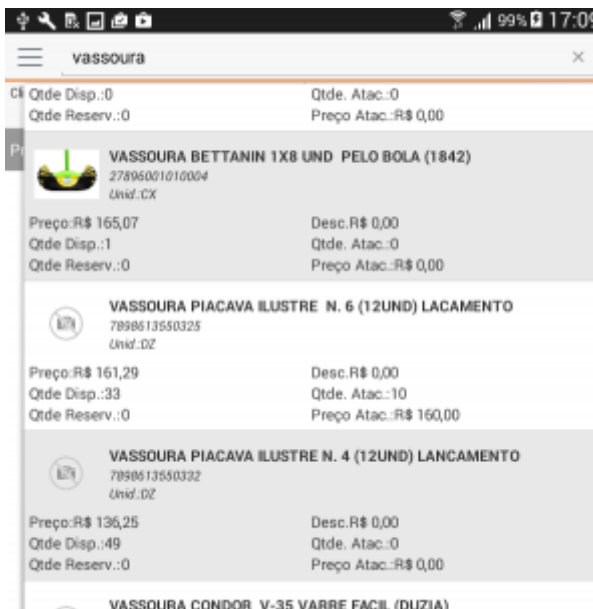 99% 17:09
vassoura
Cli
Qtde Disp.:0 Qtde. Atac.:0
Qtde Reserv.:0 Preço Atac.:R$ 0,00
VASSOURA BETTANIN 1X8 UND PELO BOLA (1842)
27896001010004
Unid.:CX
Preço:R$ 165,07 Desc.R$ 0,00
Qtde Disp.:1 Qtde. Atac.:0
Qtde Reserv.:0 Preço Atac.:R$ 0,00
VASSOURA PIACAVA ILUSTRE N. 6 (12UND) LACAMENTO
7898613550325
Unid.:DZ
Preço:R$ 161,29 Desc.R$ 0,00
Qtde Disp.:33 Qtde. Atac.:10
Qtde Reserv.:0 Preço Atac.:R$ 160,00
VASSOURA PIACAVA ILUSTRE N. 4 (12UND) LANCAMENTO
7898613550332
Unid.:DZ
Preço:R$ 136,25 Desc.R$ 0,00
Qtde Disp.:49 Qtde. Atac.:0
Qtde Reserv.:0 Preço Atac.:R$ 0,00
VASSOURA CONDOR V-35 VARRE FACIL (DUZIA)